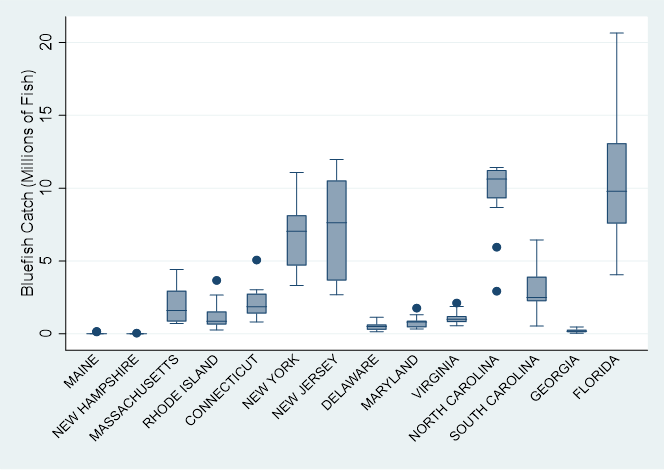 Bluefish Catch (Millions of Fish)
20
15
10
5
0
MAINE
NEW HAMPSHIRE
MASSACHUSETTS
RHODE ISLAND
CONNECTICUT
NEW YORK
NEW JERSEY
DELAWARE
MARYLAND
VIRGINIA
NORTH CAROLINA
SOUTH CAROLINA
GEORGIA
FLORIDA